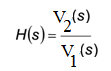 H(s) = V₂(s) / V₁(s)